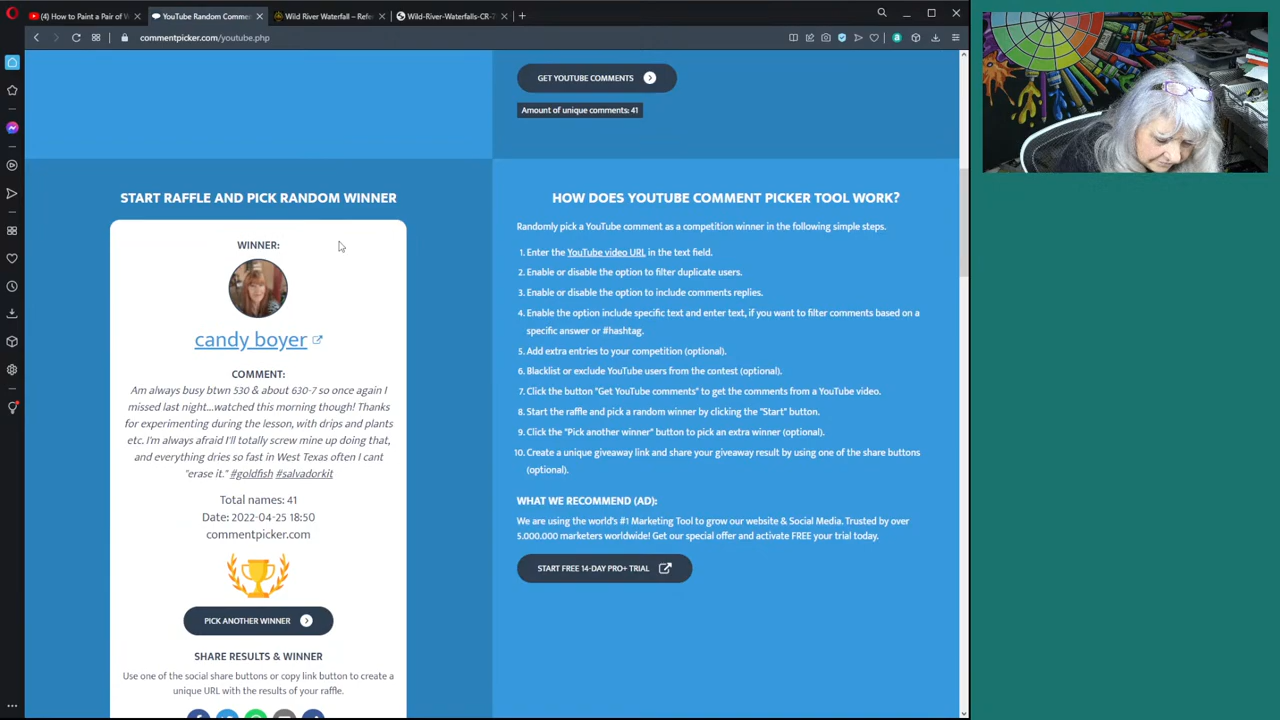 (4) How to Paint a Pair of W
YouTube Random Commen
Wild River Waterfall – Refe
Wild-River-Waterfalls-CR-7
commentpicker.com/youtube.php
GET YOUTUBE COMMENTS
Amount of unique comments: 41
START RAFFLE AND PICK RANDOM WINNER
WINNER:
candy boyer
COMMENT:
Am always busy btwn 530 & about 630-7 so once again I
missed last night...watched this morning though! Thanks
for experimenting during the lesson, with drips and plants
etc. I'm always afraid I'll totally screw mine up doing that,
and everything dries so fast in West Texas often I cant
"erase it." #goldfish #salvadorkit
Total names: 41
Date: 2022-04-25 18:50
commentpicker.com
PICK ANOTHER WINNER
SHARE RESULTS & WINNER
Use one of the social share buttons or copy link button to create a
unique URL with the results of your raffle.
HOW DOES YOUTUBE COMMENT PICKER TOOL WORK?
Randomly pick a YouTube comment as a competition winner in the following simple steps.
1. Enter the YouTube video URL in the text field.
2. Enable or disable the option to filter duplicate users.
3. Enable or disable the option to include comments replies.
4. Enable the option include specific text and enter text, if you want to filter comments based on a
specific answer or #hashtag.
5. Add extra entries to your competition (optional).
6. Blacklist or exclude YouTube users from the contest (optional).
7. Click the button "Get YouTube comments" to get the comments from a YouTube video.
8. Start the raffle and pick a random winner by clicking the "Start" button.
9. Click the "Pick another winner" button to pick an extra winner (optional).
10. Create a unique giveaway link and share your giveaway result by using one of the share buttons
(optional).
WHAT WE RECOMMEND (AD):
We are using the world's #1 Marketing Tool to grow our website & Social Media. Trusted by over
5.000.000 marketers worldwide! Get our special offer and activate FREE your trial today.
START FREE 14-DAY PRO+ TRIAL